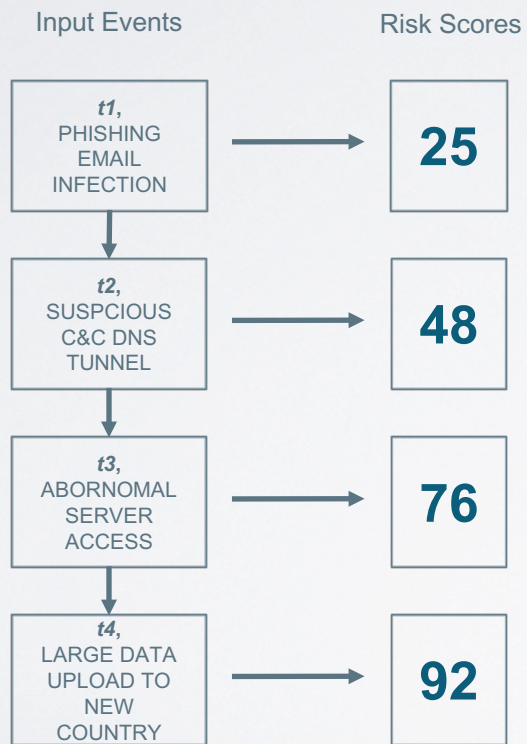 Input Events
Risk Scores
t1,
PHISHING
EMAIL
INFECTION
25
t2,
SUSPCIOUS
C&C DNS
TUNNEL
48
t3,
ABORNOMAL
SERVER
ACCESS
76
t4,
LARGE DATA
UPLOAD TO
NEW
COUNTRY
92